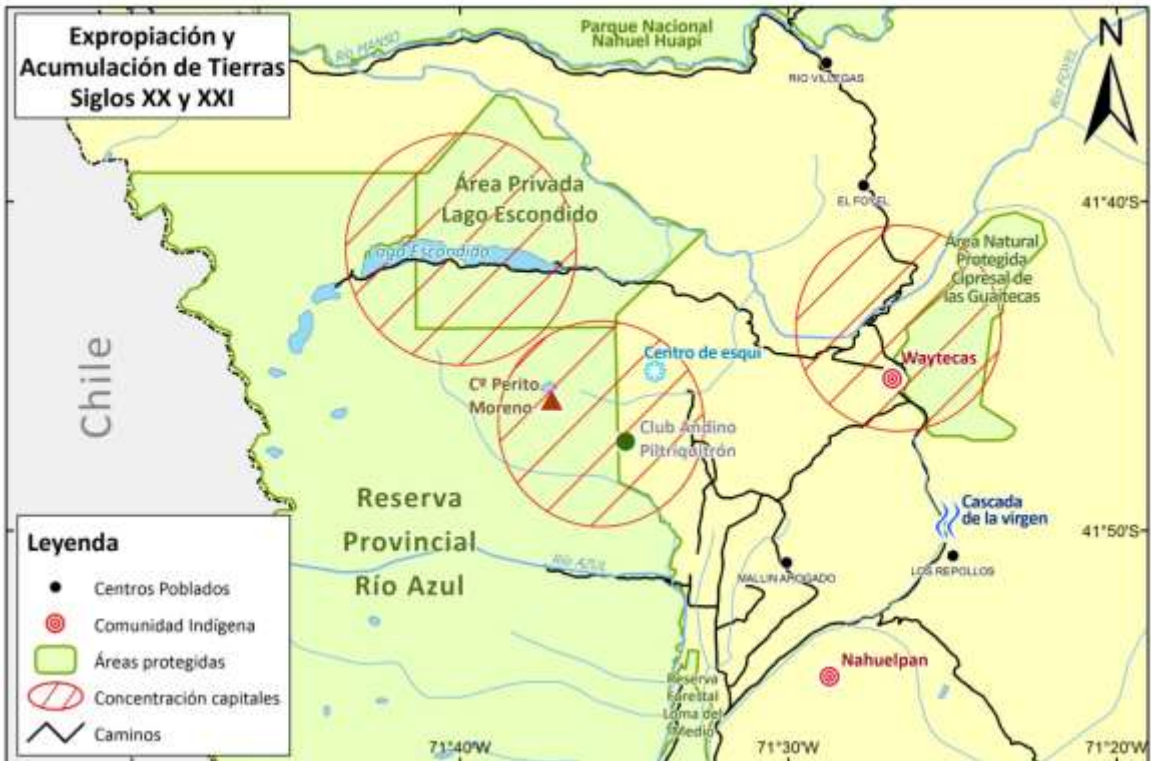 Expropiación y
Acumulación de Tierras
Siglos XX y XXI
Parque Nacional
Nahuel Huapi
Río MANSO
RIO VILLEGAS
Río FOYEL
N
EL FOYEL
41°40'S
Área Privada
Lago Escondido
Lago Escondido
Área Natural
Protegida
Cipresal de
las Guaitecas
Chile
Centro de esquí
Waytecas
Cº Perito
Moreno
Club Andino
Piltriquitrón
Reserva
Provincial
Río Azul
Cascada
de la virgen
41°50'S
Río AZUL
MALLIN AHOGADO
LOS REPOLLOS
Nahuelpan
Reserva
Forestal
Loma del
Medio
Leyenda
Centros Poblados
Comunidad Indígena
Áreas protegidas
Concentración capitales
Caminos
71°40'W
71°30'W
71°20'W